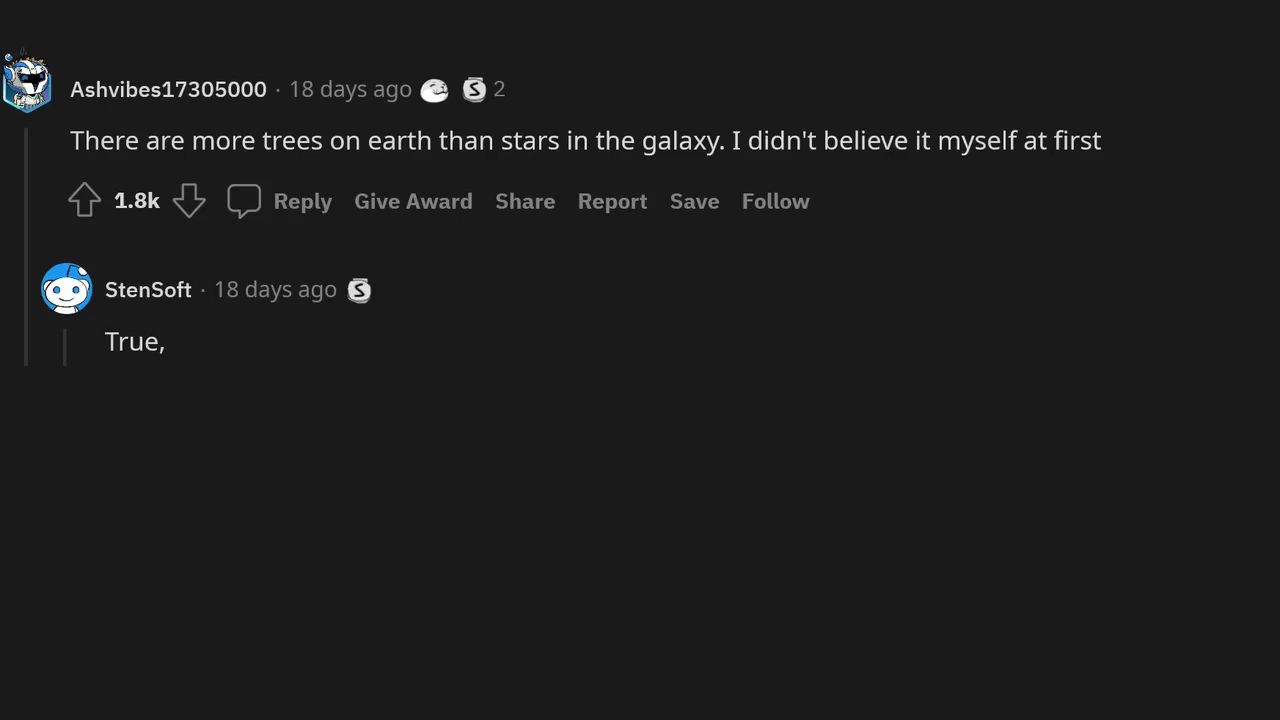 Ashvibes17305000 · 18 days ago 2
There are more trees on earth than stars in the galaxy. I didn't believe it myself at first
1.8k Reply Give Award Share Report Save Follow
StenSoft · 18 days ago
True,